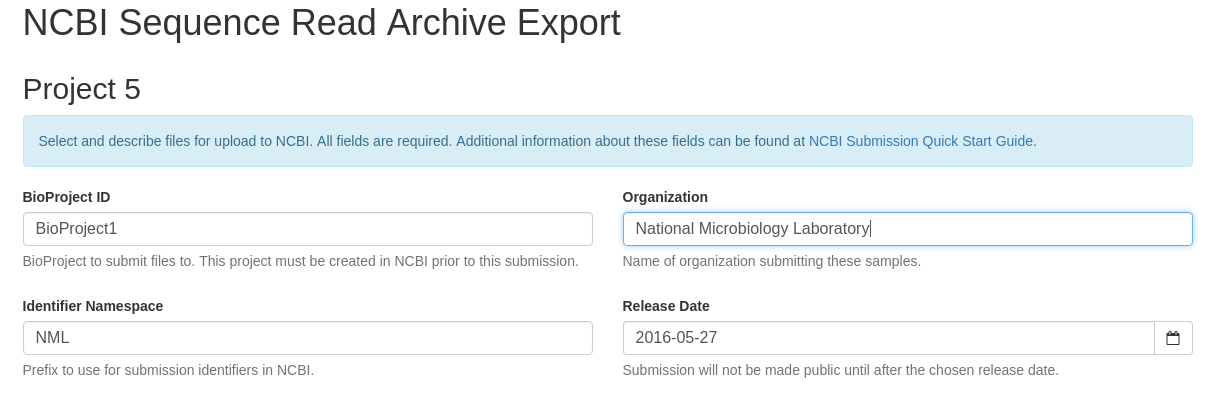 NCBI Sequence Read Archive Export
Project 5
Select and describe files for upload to NCBI. All fields are required. Additional information about these fields can be found at NCBI Submission Quick Start Guide.
BioProject ID
BioProject1
BioProject to submit files to. This project must be created in NCBI prior to this submission.
Organization
National Microbiology Laboratory
Name of organization submitting these samples.
Identifier Namespace
NML
Prefix to use for submission identifiers in NCBI.
Release Date
2016-05-27
Submission will not be made public until after the chosen release date.